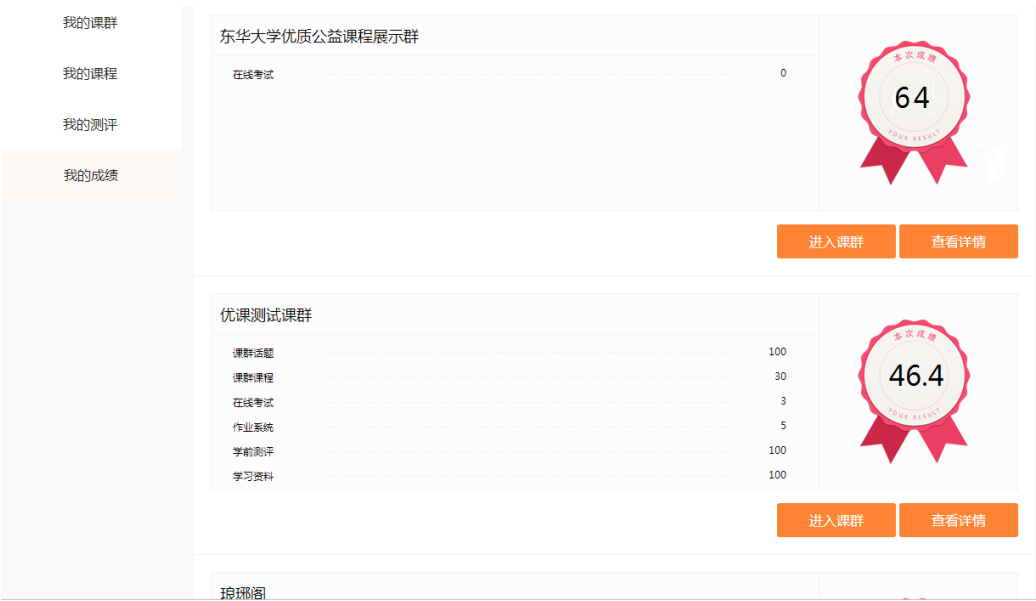 我的课群
我的课程
我的测评
我的成绩
东华大学优质公益课程展示群
在线考试 0
本次成绩
64
YOUR RESULT
进入课群 查看详情
优课测试课群
课群话题 100
课群课程 30
在线考试 3
作业系统 5
学前测评 100
学习资料 100
本次成绩
46.4
YOUR RESULT
进入课群 查看详情
琅琊阁